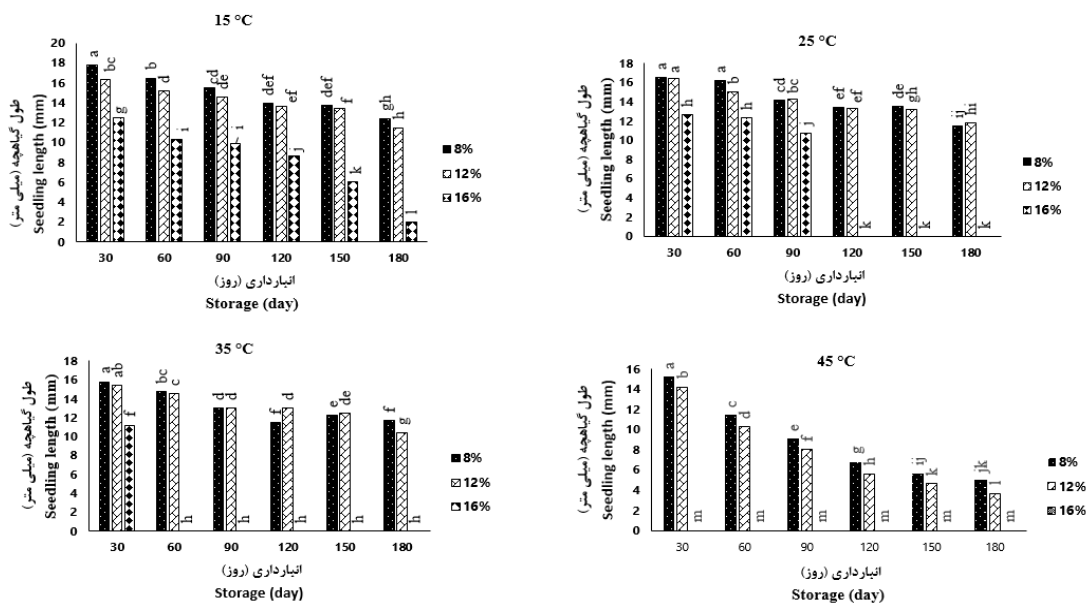 15 °C
طول گیاهچه (میلی متر)
Seedling length (mm)
20
18
16
14
12
10
8
6
4
2
0
a
bc
g
b
d
i
cd
de
i
def
ef
j
def
f
k
gh
h
l
8%
12%
16%
30 60 90 120 150 180
انبارداری (روز)
Storage (day)
25 °C
طول گیاهچه (میلی متر)
Seedling length (mm)
18
16
14
12
10
8
6
4
2
0
a
a
h
a
b
h
cd
bc
j
ef
ef
k
de
gh
k
ij
hi
k
8%
12%
16%
30 60 90 120 150 180
انبارداری (روز)
Storage (day)
35 °C
طول گیاهچه (میلی متر)
Seedling length (mm)
18
16
14
12
10
8
6
4
2
0
a
ab
f
bc
c
h
d
d
h
f
d
h
e
de
h
f
g
h
8%
12%
16%
30 60 90 120 150 180
انبارداری (روز)
Storage (day)
45 °C
طول گیاهچه (میلی متر)
Seedling length (mm)
16
14
12
10
8
6
4
2
0
a
b
m
c
d
m
e
f
m
g
h
m
ij
k
m
jk
l
m
8%
12%
16%
30 60 90 120 150 180
انبارداری (روز)
Storage (day)